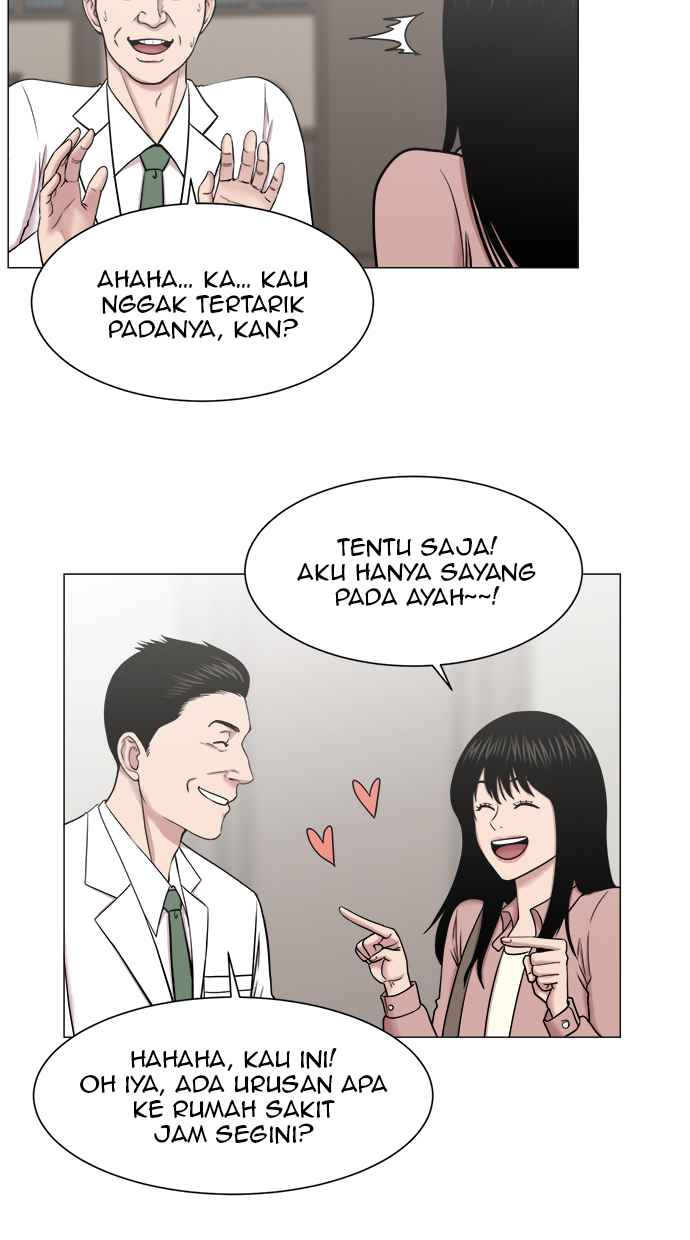 AHAHA... KA... KAU
NGGAK TERTARIK
PADANYA, KAN?
TENTU SAJA!
AKU HANYA SAYANG
PADA AYAH~~!
HAHAHA, KAU INI!
OH IYA, ADA URUSAN APA
KE RUMAH SAKIT
JAM SEGINI?